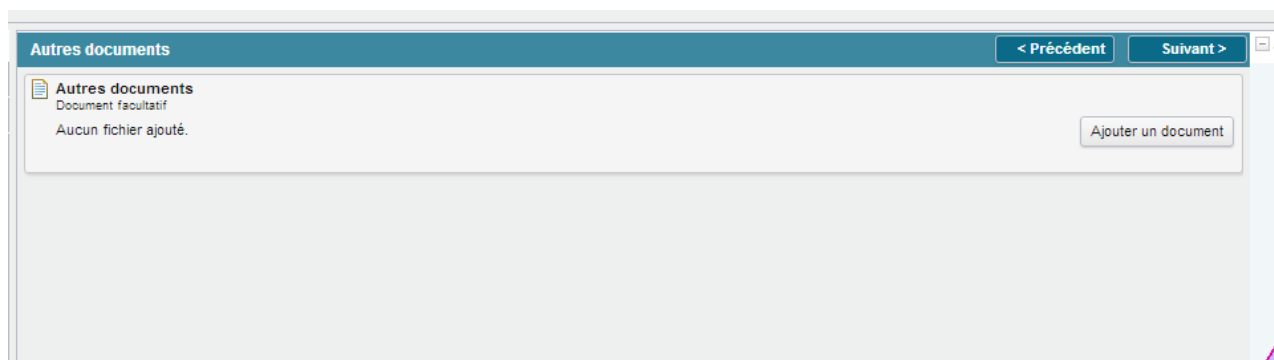 Autres documents
< Précédent
Suivant >
Autres documents
Document facultatif
Aucun fichier ajouté.
Ajouter un document